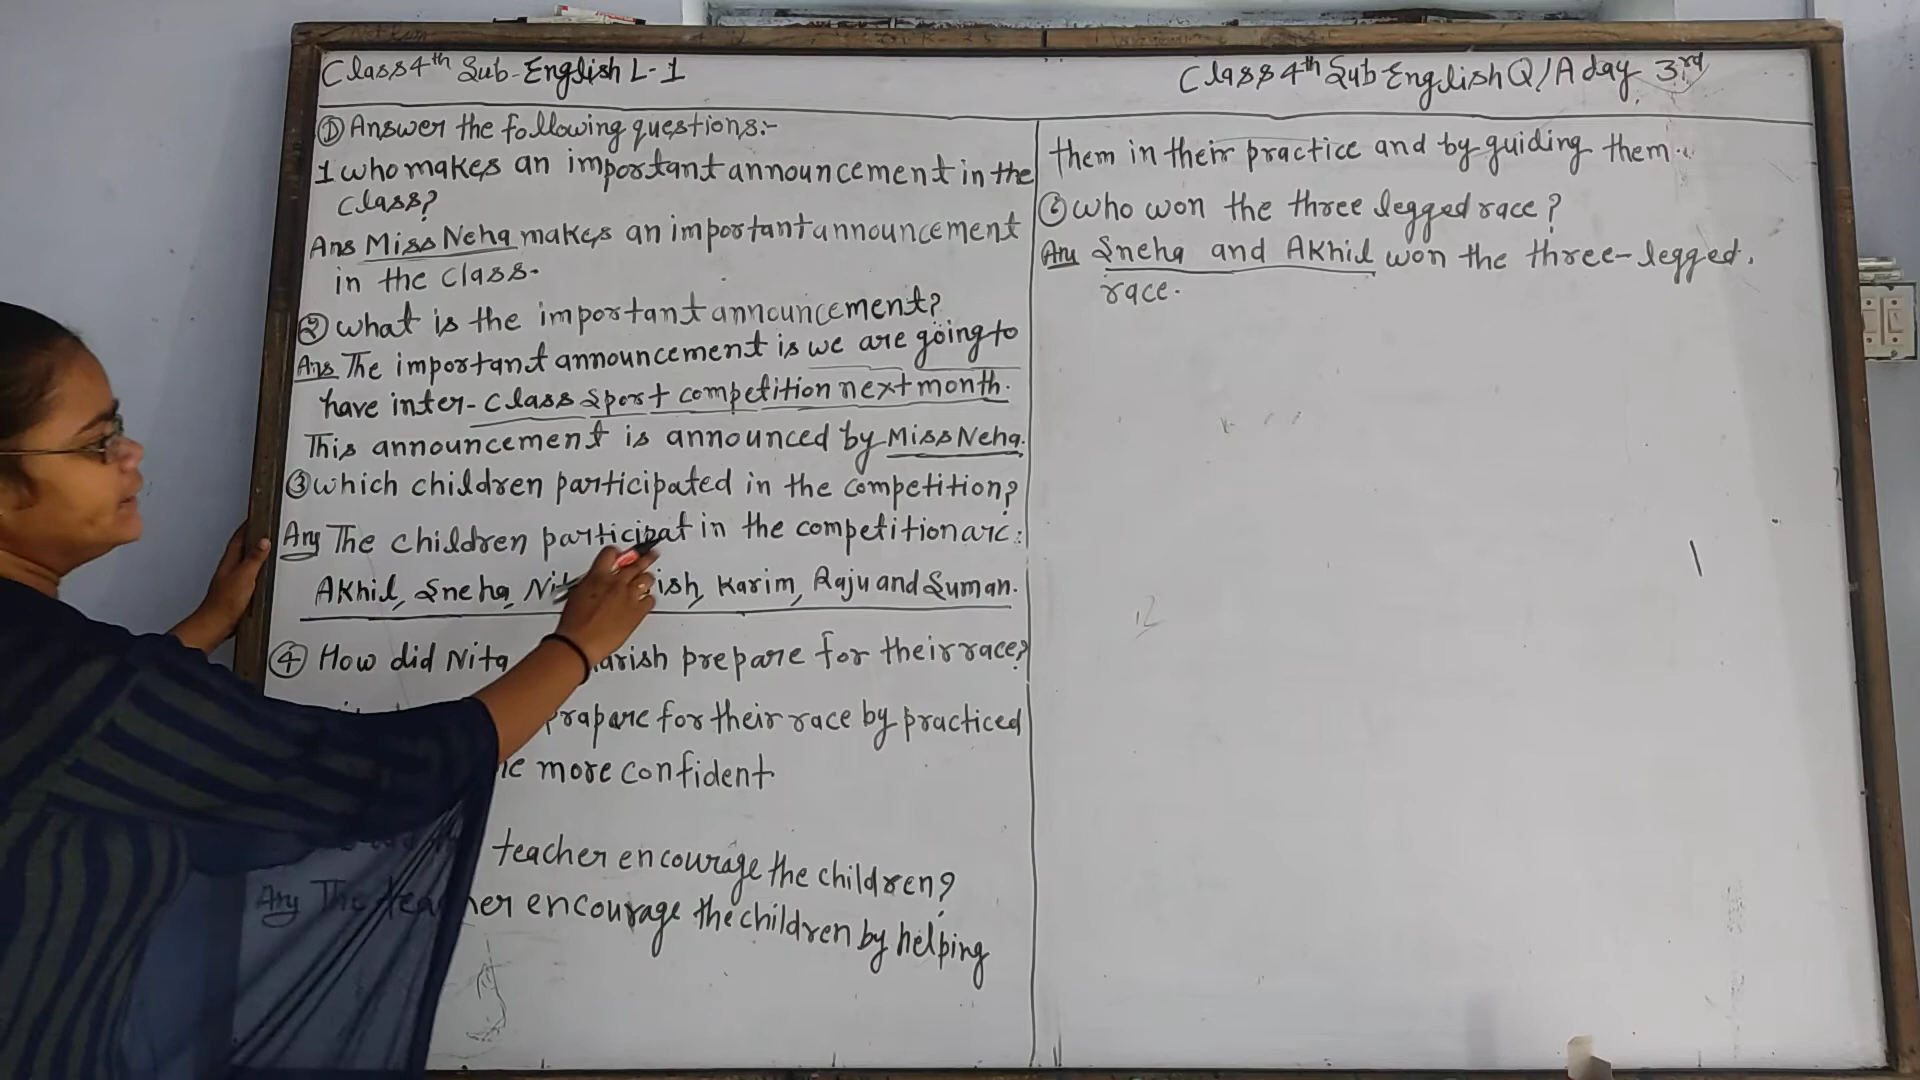 Class 4th Sub-English L-1
① Answer the following questions:-
1 who makes an important announcement in the
class?
Ans Miss Neha makes an important announcement
in the class.
② what is the important announcement?
Ans The important announcement is we are going to
have inter-class sport competition next month.
This announcement is announced by Miss Neha.
③ which children participated in the competition?
Ans The children participat in the competition are:
Akhil, Sneha, Karim, Raju and Suman.
④ How did Nita prepare for their race?
prapare for their race by practiced
more confident
teacher encourage the children?
Ans The teacher encourage the children by helping
Class 4th Sub English Q/A day 3rd
them in their practice and by guiding them.
⑥ who won the three legged race?
Ans Sneha and Akhil won the three-legged.
race.